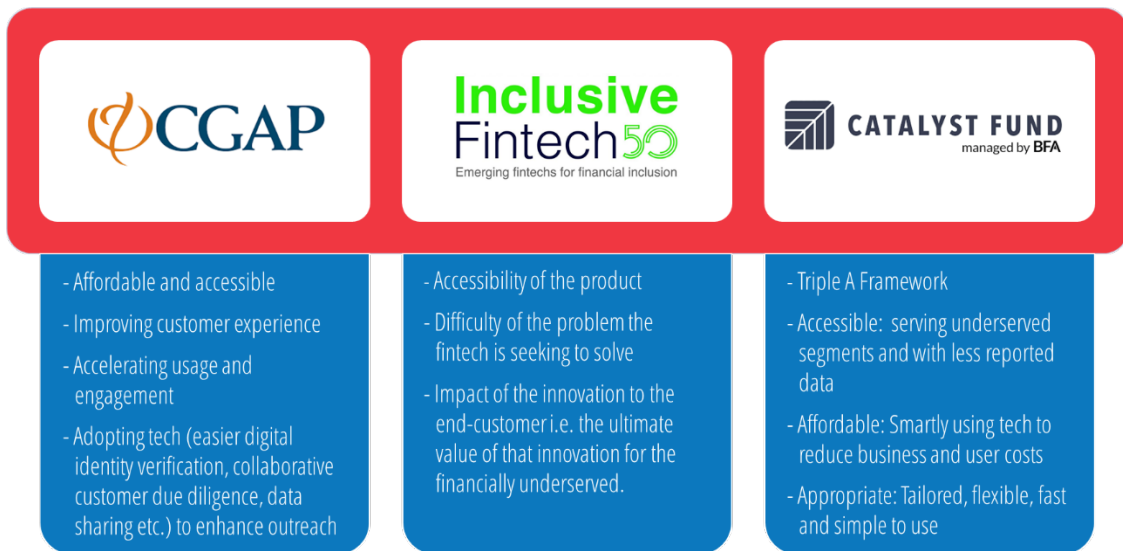 CGAP
Inclusive
Fintech50
Emerging fintechs for financial inclusion
CATALYST FUND
managed by BFA
- Affordable and accessible
- Improving customer experience
- Accelerating usage and
engagement
- Adopting tech (easier digital
identity verification, collaborative
customer due diligence, data
sharing etc.) to enhance outreach
- Accessibility of the product
- Difficulty of the problem the
fintech is seeking to solve
- Impact of the innovation to the
end-customer i.e. the ultimate
value of that innovation for the
financially underserved.
- Triple A Framework
- Accessible: serving underserved
segments and with less reported
data
- Affordable: Smartly using tech to
reduce business and user costs
- Appropriate: Tailored, flexible, fast
and simple to use